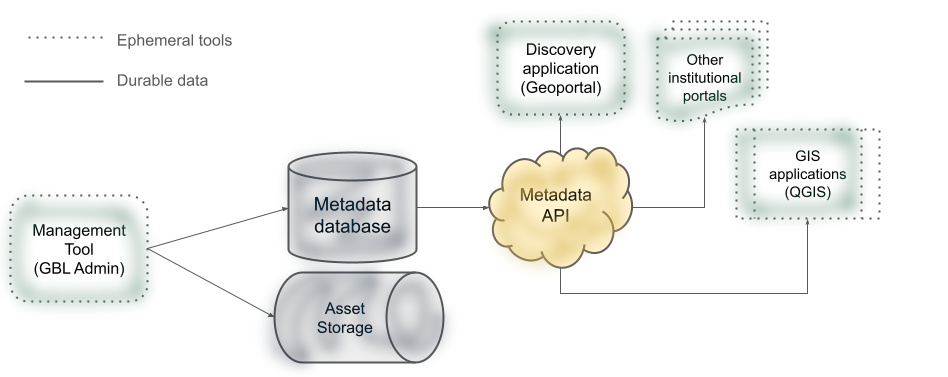 Ephemeral tools
Durable data
Discovery
application
(Geoportal)
Other
institutional
portals
GIS
applications
(QGIS)
Metadata
database
Metadata
API
Management
Tool
(GBL Admin)
Asset
Storage